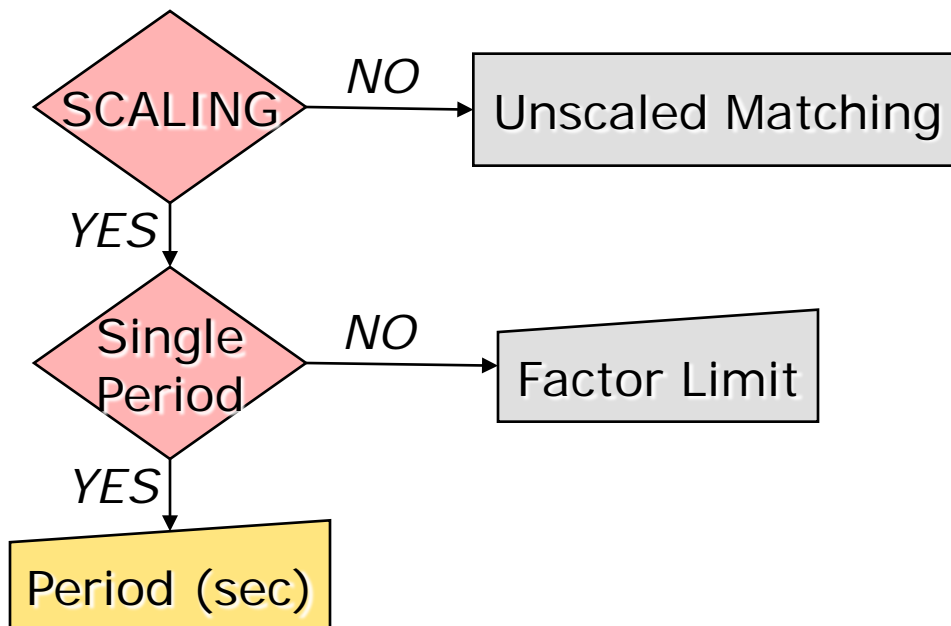 SCALING
NO
Unscaled Matching
YES
Single
Period
NO
Factor Limit
YES
Period (sec)